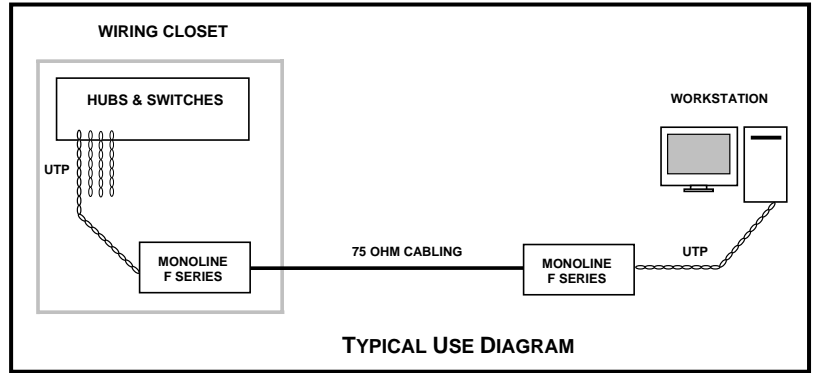 WIRING CLOSET
HUBS & SWITCHES
WORKSTATION
UTP
MONOLINE
F SERIES
75 OHM CABLING
MONOLINE
F SERIES
UTP
TYPICAL USE DIAGRAM